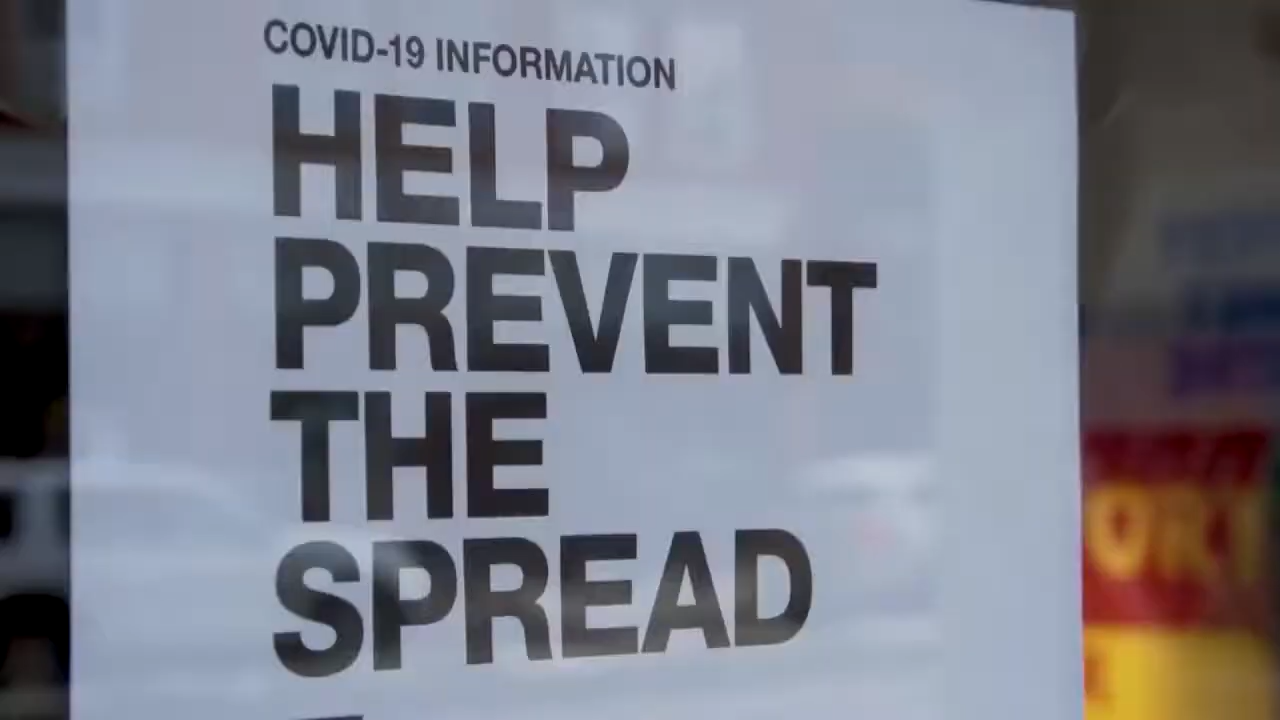 COVID-19 INFORMATION
HELP
PREVENT
THE
SPREAD